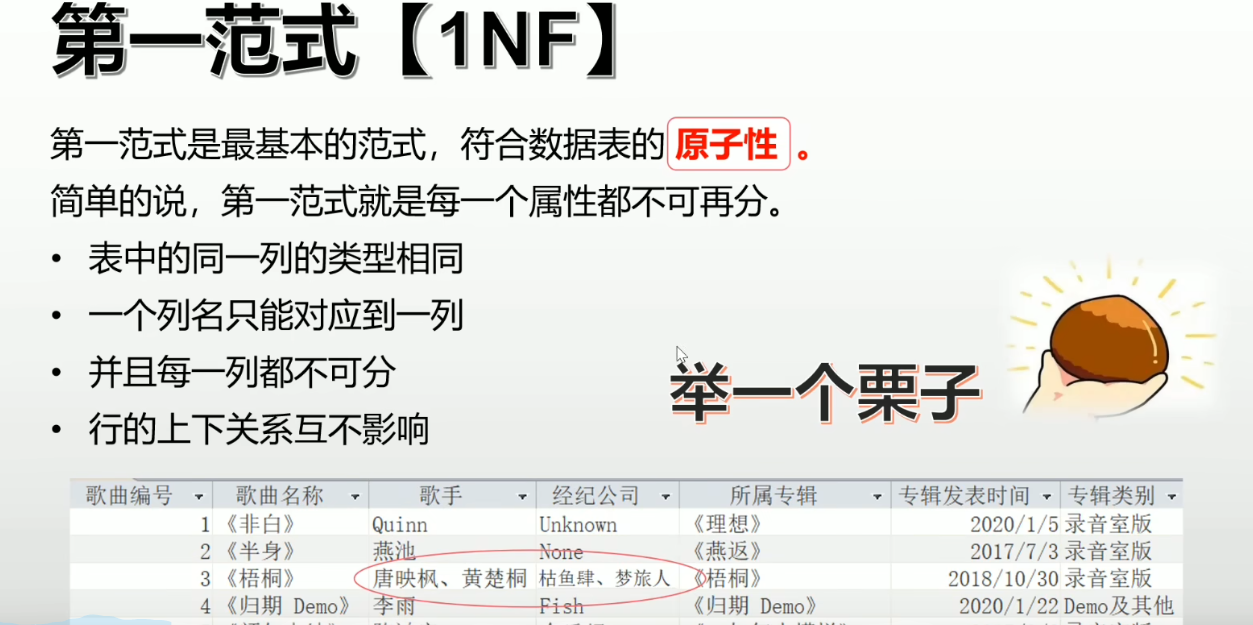 第一范式【1NF】
第一范式是最基本的范式，符合数据表的 原子性 。
简单的说，第一范式就是每一个属性都不可再分。
• 表中的同一列的类型相同
• 一个列名只能对应到一列
• 并且每一列都不可分
• 行的上下关系互不影响
举一个栗子
歌曲编号 歌曲名称 歌手 经纪公司 所属专辑 专辑发表时间 专辑类别
1 《非白》 Quinn Unknown 《理想》 2020/1/5 录音室版
2 《半身》 燕池 None 《燕返》 2017/7/3 录音室版
3 《梧桐》 唐映枫、黄楚桐 枯鱼肆、梦旅人 《梧桐》 2018/10/30 录音室版
4 《归期 Demo》 李雨 Fish 《归期 Demo》 2020/1/22 Demo及其他